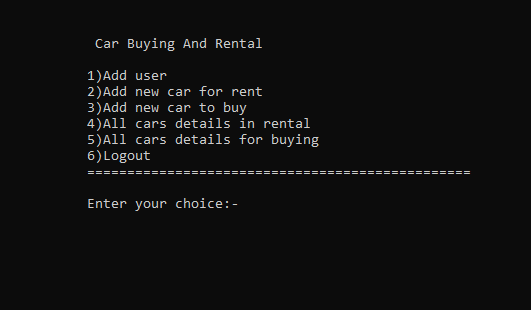 Car Buying And Rental
1)Add user
2)Add new car for rent
3)Add new car to buy
4)All cars details in rental
5)All cars details for buying
6)Logout
================================================
Enter your choice:-